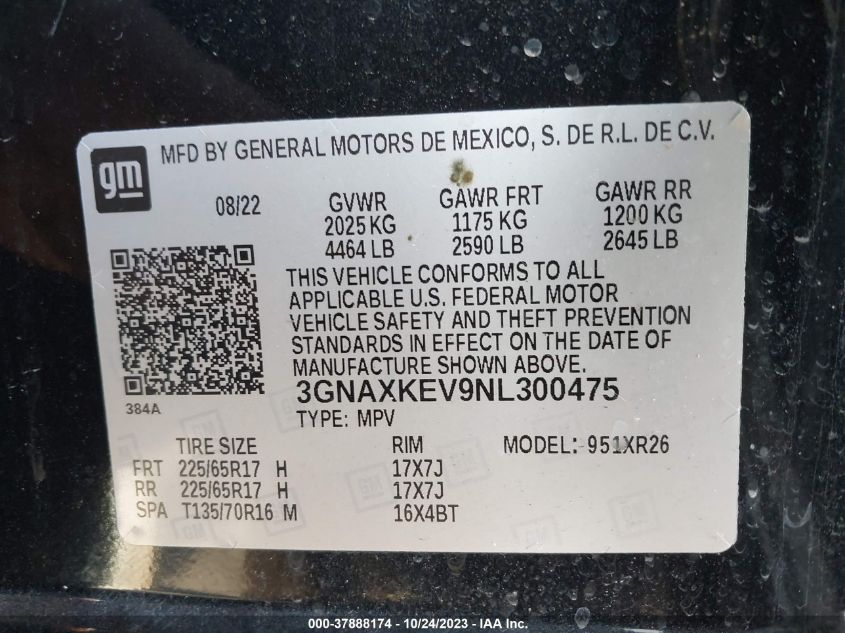 gm
MFD BY GENERAL MOTORS DE MEXICO, S. DE R.L. DE C.V.
08/22 GVWR GAWR FRT GAWR RR
2025 KG 1175 KG 1200 KG
4464 LB 2590 LB 2645 LB
THIS VEHICLE CONFORMS TO ALL
APPLICABLE U.S. FEDERAL MOTOR
VEHICLE SAFETY AND THEFT PREVENTION
STANDARDS IN EFFECT ON THE DATE OF
MANUFACTURE SHOWN ABOVE.
384A
3GNAXKEV9NL300475
TYPE: MPV
TIRE SIZE RIM MODEL: 951XR26
FRT 225/65R17 H 17X7J
RR 225/65R17 H 17X7J
SPA T135/70R16 M 16X4BT
000-37888174 - 10/24/2023 - IAA Inc.